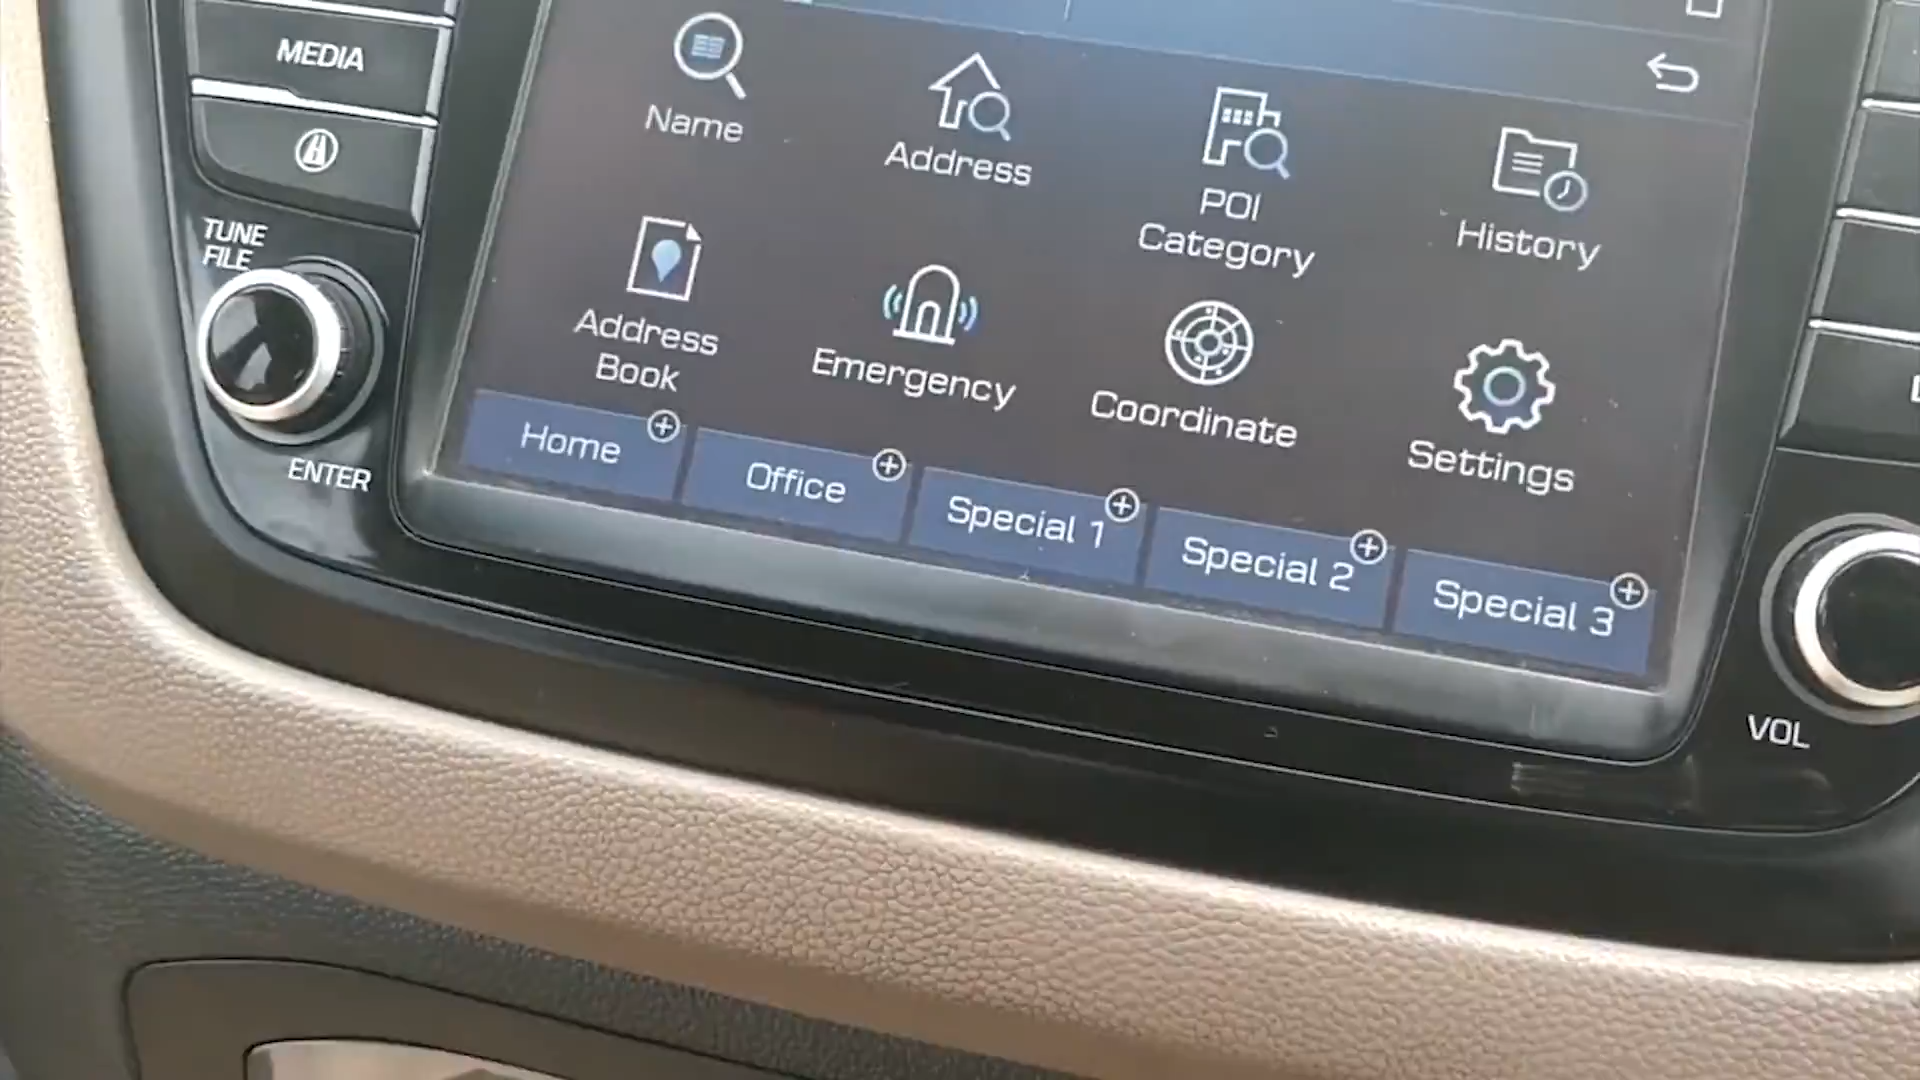 MEDIA
TUNE
FILE
ENTER
Name
Address
POI
Category
History
Address
Book
Emergency
Coordinate
Settings
Home
Office
Special 1
Special 2
Special 3
VOL